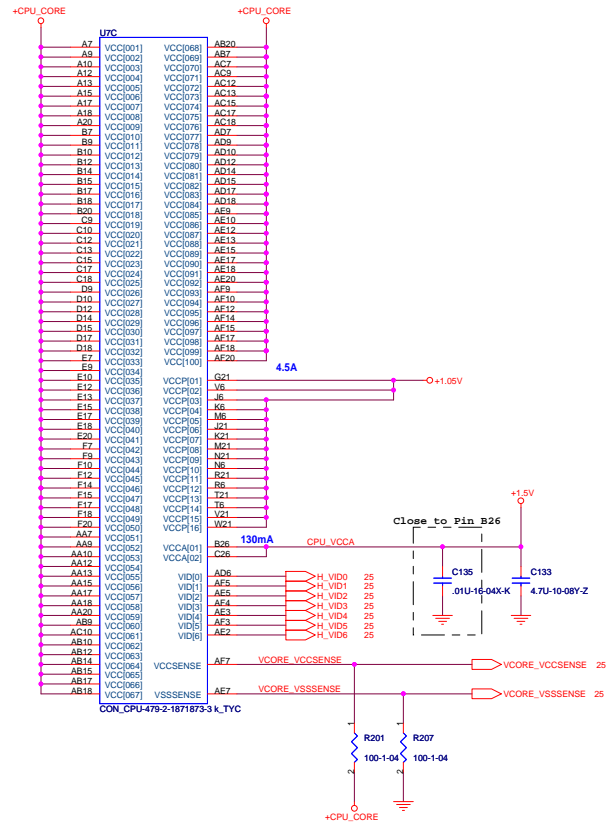 +CPU_CORE +CPU_CORE
U7C
A7 VCC[001] VCC[068] AB20
A9 VCC[002] VCC[069] AB7
A10 VCC[003] VCC[070] AC7
A12 VCC[004] VCC[071] AC9
A13 VCC[005] VCC[072] AC12
A15 VCC[006] VCC[073] AC13
A17 VCC[007] VCC[074] AC15
A18 VCC[008] VCC[075] AC17
A20 VCC[009] VCC[076] AC18
B7 VCC[010] VCC[077] AD7
B9 VCC[011] VCC[078] AD9
B10 VCC[012] VCC[079] AD10
B12 VCC[013] VCC[080] AD12
B14 VCC[014] VCC[081] AD14
B15 VCC[015] VCC[082] AD15
B17 VCC[016] VCC[083] AD17
B18 VCC[017] VCC[084] AD18
B20 VCC[018] VCC[085] AE9
C9 VCC[019] VCC[086] AE10
C10 VCC[020] VCC[087] AE12
C12 VCC[021] VCC[088] AE13
C13 VCC[022] VCC[089] AE15
C15 VCC[023] VCC[090] AE17
C17 VCC[024] VCC[091] AE18
C18 VCC[025] VCC[092] AE20
D9 VCC[026] VCC[093] AF9
D10 VCC[027] VCC[094] AF10
D12 VCC[028] VCC[095] AF12
D14 VCC[029] VCC[096] AF14
D15 VCC[030] VCC[097] AF15
D17 VCC[031] VCC[098] AF17
D18 VCC[032] VCC[099] AF18
E7 VCC[033] VCC[100] AF20
E9 VCC[034] 4.5A
E10 VCC[035] VCCP[01] G21 +1.05V
E12 VCC[036] VCCP[02] V6
E13 VCC[037] VCCP[03] J6
E15 VCC[038] VCCP[04] K6
E17 VCC[039] VCCP[05] M6
E18 VCC[040] VCCP[06] J21
E20 VCC[041] VCCP[07] K21
F7 VCC[042] VCCP[08] M21
F9 VCC[043] VCCP[09] N21
F10 VCC[044] VCCP[10] N6
F12 VCC[045] VCCP[11] R21
F14 VCC[046] VCCP[12] R6
F15 VCC[047] VCCP[13] T21
F17 VCC[048] VCCP[14] T6
F18 VCC[049] VCCP[15] V21
F20 VCC[050] VCCP[16] W21
+1.5V
Close to Pin B26
AA7 VCC[051] 130mA
AA9 VCC[052] VCCA[01] B26 CPU_VCCA
AA10 VCC[053] VCCA[02] C26
AA12 VCC[054]
AA13 VCC[055] VID[0] AD6 H_VID0 25
AA15 VCC[056] VID[1] AF5 H_VID1 25
AA17 VCC[057] VID[2] AE5 H_VID2 25
AA18 VCC[058] VID[3] AF4 H_VID3 25
AA20 VCC[059] VID[4] AE3 H_VID4 25
AB9 VCC[060] VID[5] AF3 H_VID5 25
AC10 VCC[061] VID[6] AE2 H_VID6 25
C135
.01U-16-04X-K
C133
4.7U-10-08Y-Z
AB10 VCC[062]
AB12 VCC[063]
AB14 VCC[064] VCCSENSE AF7 VCORE_VCCSENSE VCORE_VCCSENSE 25
AB15 VCC[065]
AB17 VCC[066]
AB18 VCC[067] VSSSENSE AE7 VCORE_VSSSENSE VCORE_VSSSENSE 25
CON_CPU-479-2-1871873-3 k_TYC
1 1
R201 R207
100-1-04 100-1-04
2 2
+CPU_CORE